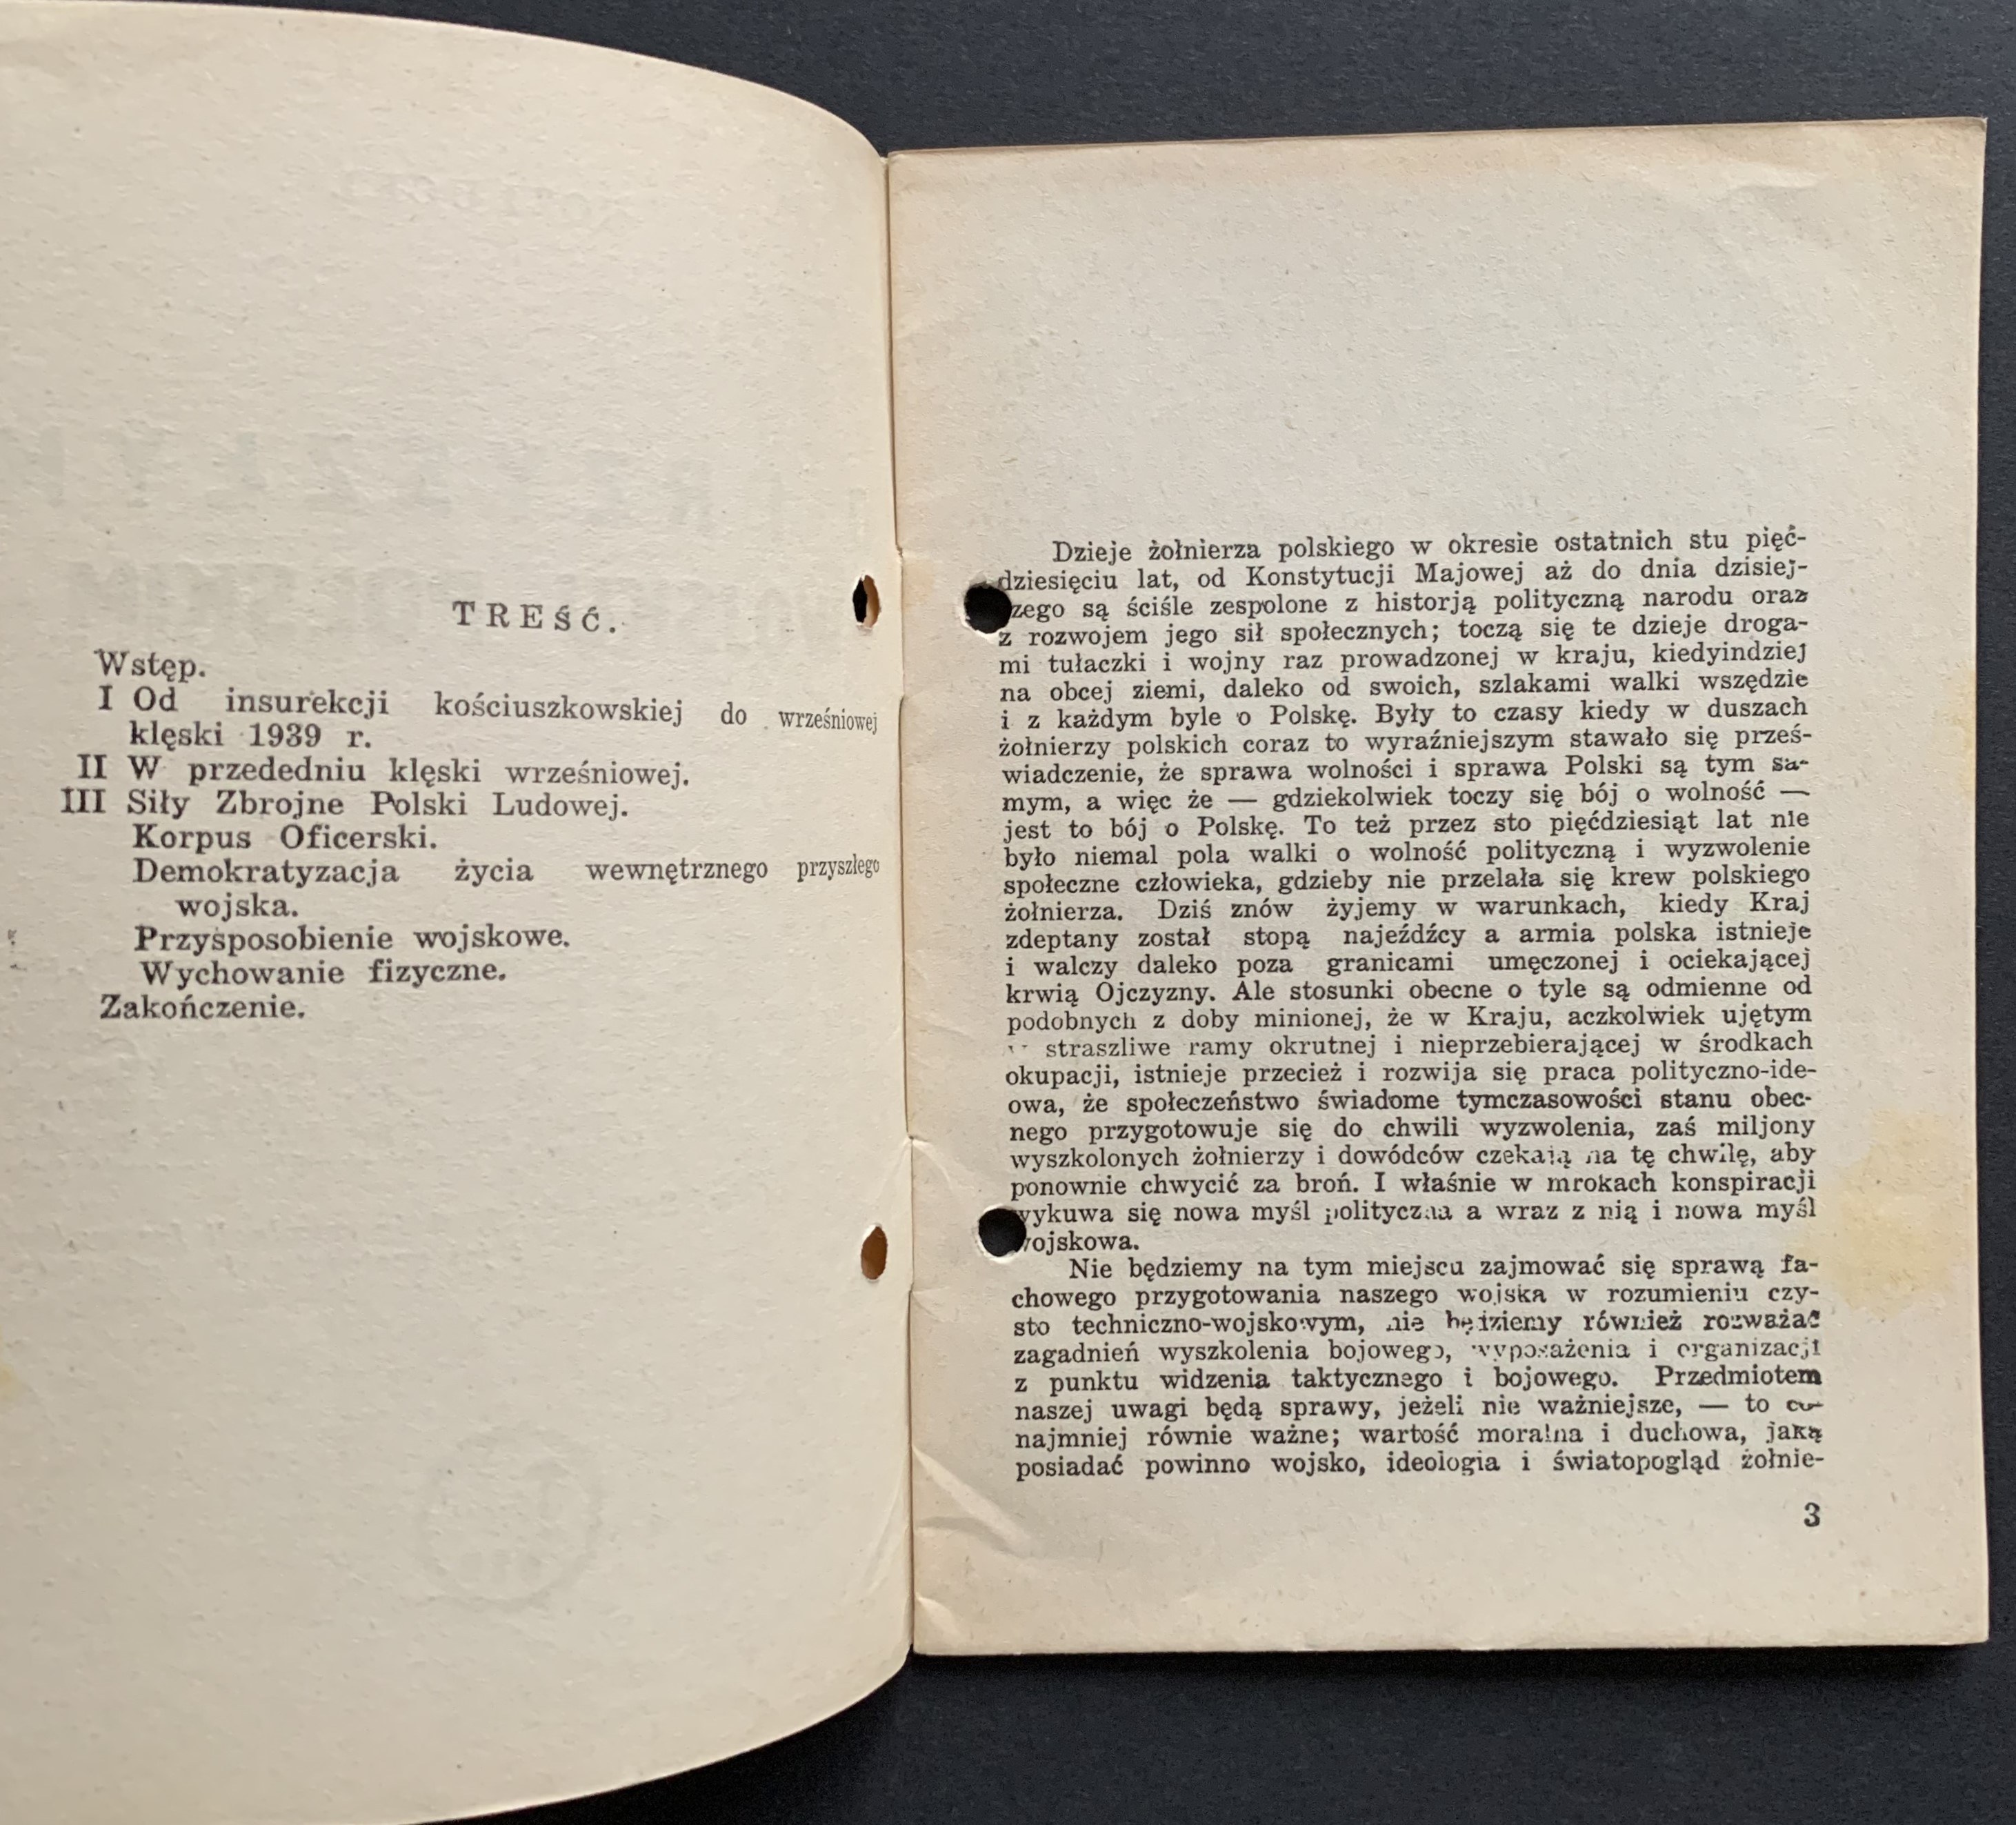 TREŚĆ.
Wstęp.
I Od insurekcji kościuszkowskiej do wrześniowej
klęski 1939 r.
II W przededniu klęski wrześniowej.
III Siły Zbrojne Polski Ludowej.
Korpus Oficerski.
Demokratyzacja życia wewnętrznego przyszłego
wojska.
Przysposobienie wojskowe.
Wychowanie fizyczne.
Zakończenie.
Dzieje żołnierza polskiego w okresie ostatnich stu pięć-
dziesięciu lat, od Konstytucji Majowej aż do dnia dzisiej-
zego są ściśle zespolone z historją polityczną narodu oraz
z rozwojem jego sił społecznych; toczą się te dzieje droga-
mi tułaczki i wojny raz prowadzonej w kraju, kiedyindziej
na obcej ziemi, daleko od swoich, szlakami walki wszędzie
i z każdym byle o Polskę. Były to czasy kiedy w duszach
żołnierzy polskich coraz to wyraźniejszym stawało się prześ-
wiadczenie, że sprawa wolności i sprawa Polski są tym sa-
mym, a więc że — gdziekolwiek toczy się bój o wolność —
jest to bój o Polskę. To też przez sto pięćdziesiąt lat nie
było niemal pola walki o wolność polityczną i wyzwolenie
społeczne człowieka, gdzieby nie przelała się krew polskiego
żołnierza. Dziś znów żyjemy w warunkach, kiedy Kraj
zdeptany został stopą najeźdźcy a armia polska istnieje
i walczy daleko poza granicami umęczonej i ociekającej
krwią Ojczyzny. Ale stosunki obecne o tyle są odmienne od
podobnych z doby minionej, że w Kraju, aczkolwiek ujętym
straszliwe ramy okrutnej i nieprzebierającej w środkach
okupacji, istnieje przecież i rozwija się praca polityczno-ide-
owa, że społeczeństwo świadome tymczasowości stanu obec-
nego przygotowuje się do chwili wyzwolenia, zaś miljony
wyszkolonych żołnierzy i dowódców czekają na tę chwilę, aby
ponownie chwycić za broń. I właśnie w mrokach konspiracji
wykuwa się nowa myśl polityczna a wraz z nią i nowa myśl
wojskowa.
Nie będziemy na tym miejscu zajmować się sprawą fa-
chowego przygotowania naszego wojska w rozumieniu czy-
sto techniczno-wojskowym, nie będziemy również rozważać
zagadnień wyszkolenia bojowego, wyposażenia i organizacji
z punktu widzenia taktycznego i bojowego. Przedmiotem
naszej uwagi będą sprawy, jeżeli nie ważniejsze, — to co-
najmniej równie ważne; wartość moralna i duchowa, jaką
posiadać powinno wojsko, ideologia i światopogląd żołnie-
3